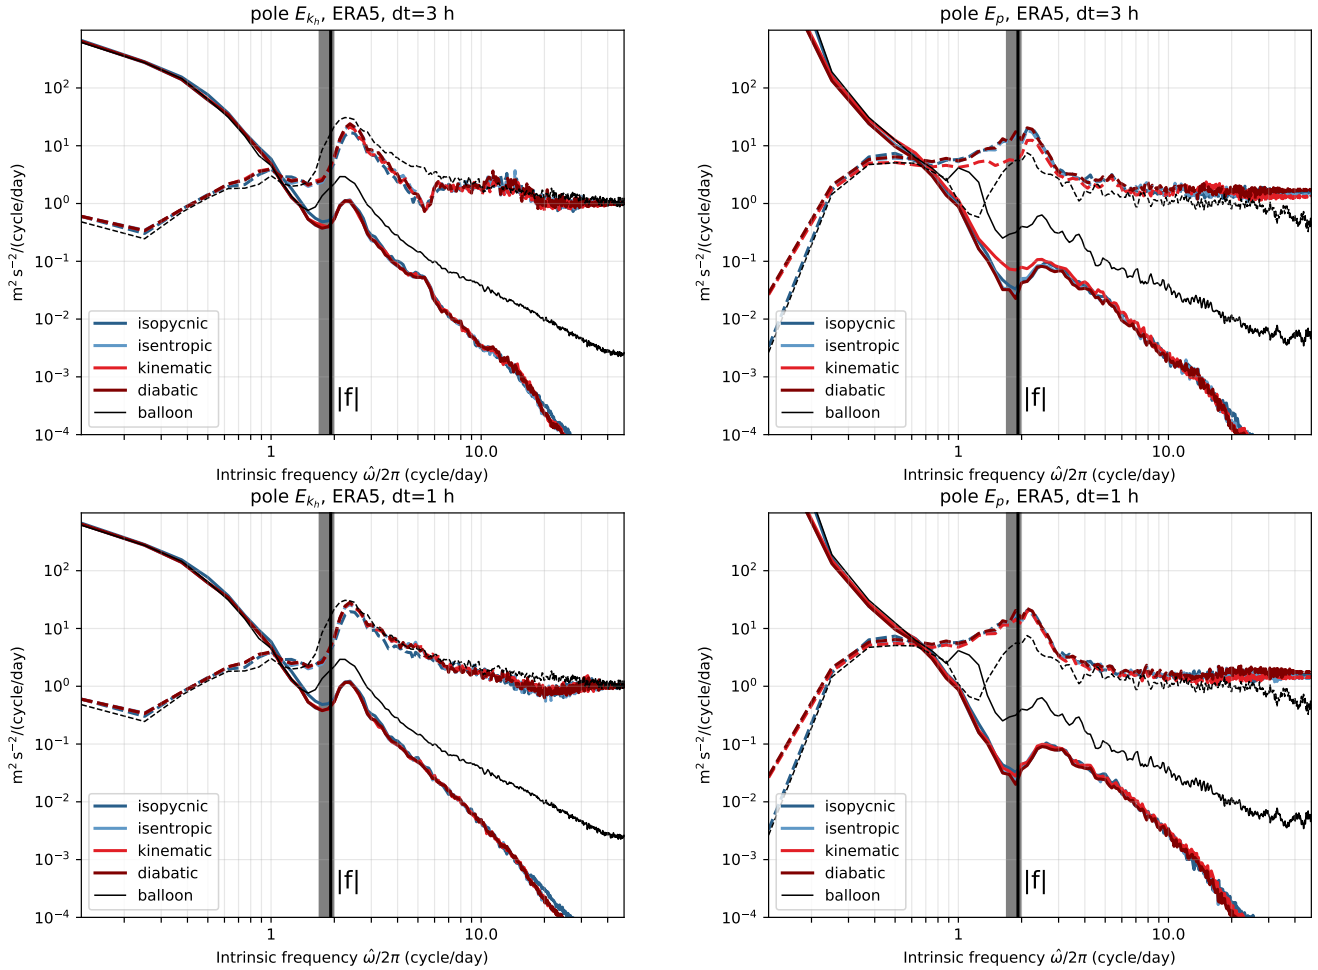 pole E_{k_h}, ERA5, dt=3 h
10^2
10^1
10^0
10^{-1}
10^{-2}
10^{-3}
10^{-4}
m^2 s^{-2}/(cycle/day)
isopycnic
isentropic
kinematic
diabatic
balloon
|f|
1
10.0
Intrinsic frequency ω̂/2π (cycle/day)
pole E_p, ERA5, dt=3 h
10^2
10^1
10^0
10^{-1}
10^{-2}
10^{-3}
10^{-4}
m^2 s^{-2}/(cycle/day)
isopycnic
isentropic
kinematic
diabatic
balloon
|f|
1
10.0
Intrinsic frequency ω̂/2π (cycle/day)
pole E_{k_h}, ERA5, dt=1 h
10^2
10^1
10^0
10^{-1}
10^{-2}
10^{-3}
10^{-4}
m^2 s^{-2}/(cycle/day)
isopycnic
isentropic
kinematic
diabatic
balloon
|f|
1
10.0
Intrinsic frequency ω̂/2π (cycle/day)
pole E_p, ERA5, dt=1 h
10^2
10^1
10^0
10^{-1}
10^{-2}
10^{-3}
10^{-4}
m^2 s^{-2}/(cycle/day)
isopycnic
isentropic
kinematic
diabatic
balloon
|f|
1
10.0
Intrinsic frequency ω̂/2π (cycle/day)